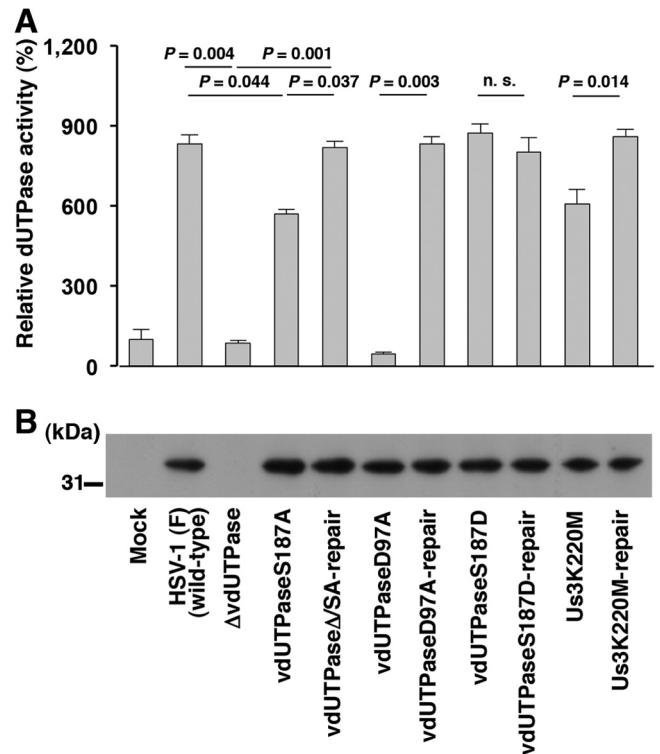 A
Relative dUTPase activity (%)
1,200
900
600
300
0
P = 0.004
P = 0.001
P = 0.044
P = 0.037
P = 0.003
n. s.
P = 0.014
B
(kDa)
31
Mock
HSV-1 (F)
(wild-type)
ΔvdUTPase
vdUTPaseS187A
vdUTPaseΔ/SA-repair
vdUTPaseD97A
vdUTPaseD97A-repair
vdUTPaseS187D
vdUTPaseS187D-repair
Us3K220M
Us3K220M-repair